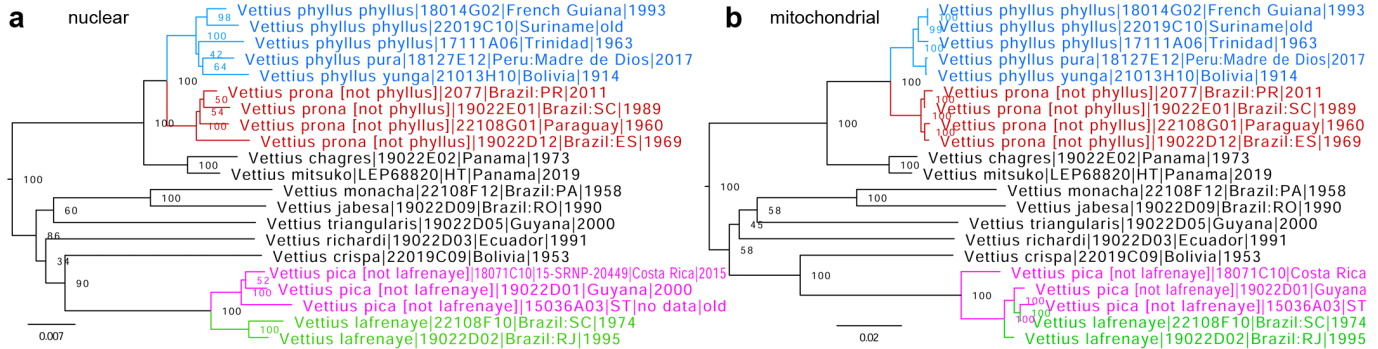 a nuclear
Vettius phyllus phyllus|18014G02|French Guiana|1993
98
Vettius phyllus phyllus|22019C10|Suriname|old
100
Vettius phyllus phyllus|17111A06|Trinidad|1963
42
Vettius phyllus pura|18127E12|Peru:Madre de Dios|2017
64
Vettius phyllus yunga|21013H10|Bolivia|1914
100
Vettius prona [not phyllus]|2077|Brazil:PR|2011
50
Vettius prona [not phyllus]|19022E01|Brazil:SC|1989
54
Vettius prona [not phyllus]|22108G01|Paraguay|1960
100
100
Vettius prona [not phyllus]|19022D12|Brazil:ES|1969
Vettius chagres|19022E02|Panama|1973
100
Vettius mitsuko|LEP68820|HT|Panama|2019
100
Vettius monacha|22108F12|Brazil:PA|1958
100
Vettius jabesa|19022D09|Brazil:RO|1990
60
Vettius triangularis|19022D05|Guyana|2000
86
Vettius richardi|19022D03|Ecuador|1991
34
Vettius crispa|22019C09|Bolivia|1953
Vettius pica [not lafrenaye]|18071C10|15-SRNP-20449|Costa Rica|2015
52
90
Vettius pica [not lafrenaye]|19022D01|Guyana|2000
100
Vettius pica [not lafrenaye]|15036A03|ST|no data|old
100
Vettius lafrenaye|22108F10|Brazil:SC|1974
100
Vettius lafrenaye|19022D02|Brazil:RJ|1995
0.007
b mitochondrial
Vettius phyllus phyllus|18014G02|French Guiana|1993
100
Vettius phyllus phyllus|22019C10|Suriname|old
99
Vettius phyllus phyllus|17111A06|Trinidad|1963
100
Vettius phyllus pura|18127E12|Peru:Madre de Dios|2017
Vettius phyllus yunga|21013H10|Bolivia|1914
100
Vettius prona [not phyllus]|2077|Brazil:PR|2011
100
Vettius prona [not phyllus]|19022E01|Brazil:SC|1989
100
Vettius prona [not phyllus]|22108G01|Paraguay|1960
100
100
Vettius prona [not phyllus]|19022D12|Brazil:ES|1969
Vettius chagres|19022E02|Panama|1973
100
Vettius mitsuko|LEP68820|HT|Panama|2019
100
Vettius monacha|22108F12|Brazil:PA|1958
100
Vettius jabesa|19022D09|Brazil:RO|1990
58
Vettius triangularis|19022D05|Guyana|2000
45
Vettius richardi|19022D03|Ecuador|1991
58
Vettius crispa|22019C09|Bolivia|1953
100
Vettius pica [not lafrenaye]|18071C10|Costa Rica
Vettius pica [not lafrenaye]|19022D01|Guyana
100
100
Vettius pica [not lafrenaye]|15036A03|ST
100
100
Vettius lafrenaye|22108F10|Brazil:SC|1974
Vettius lafrenaye|19022D02|Brazil:RJ|1995
0.02